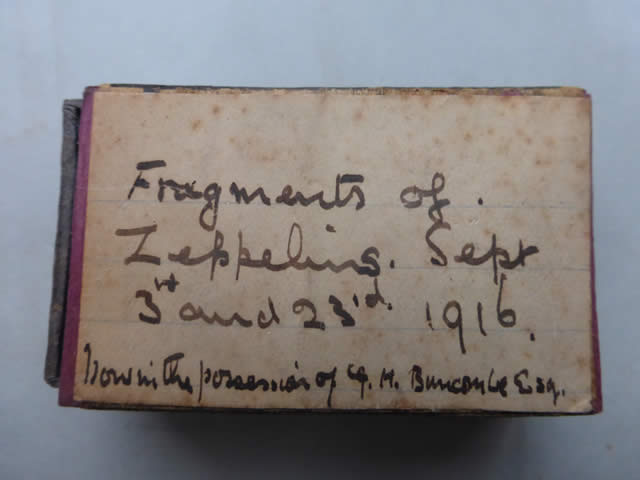 Fragments of.
Zeppelins. Sept
3rd and 23rd. 1916.
Now in the possession of G. H. Buncombe Esq.